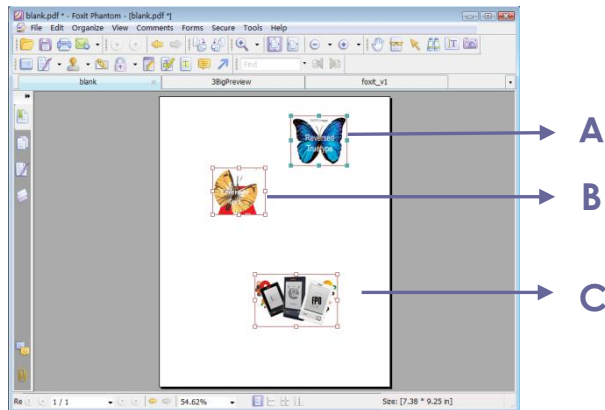 blank.pdf * - Foxit Phantom - [blank.pdf *]
File Edit Organize View Comments Forms Secure Tools Help
Find
blank 3BigPreview foxit_v1
Reversed
TrueType
A
B
C
1 / 1 54.62% Size: [7.38 * 9.25 in]